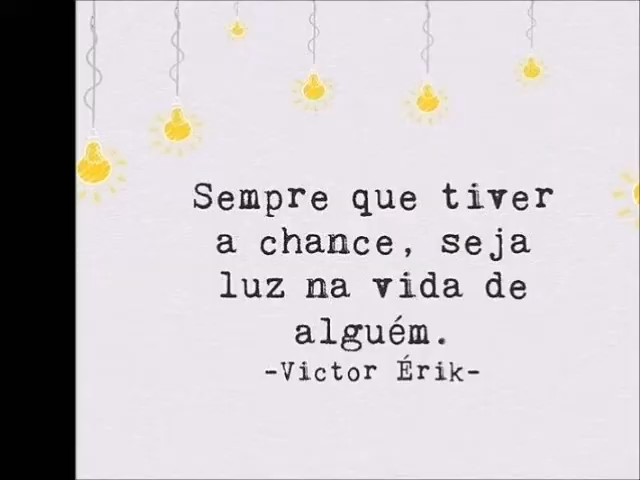 Sempre que tiver
a chance, seja
luz na vida de
alguém.
-Victor Érik-